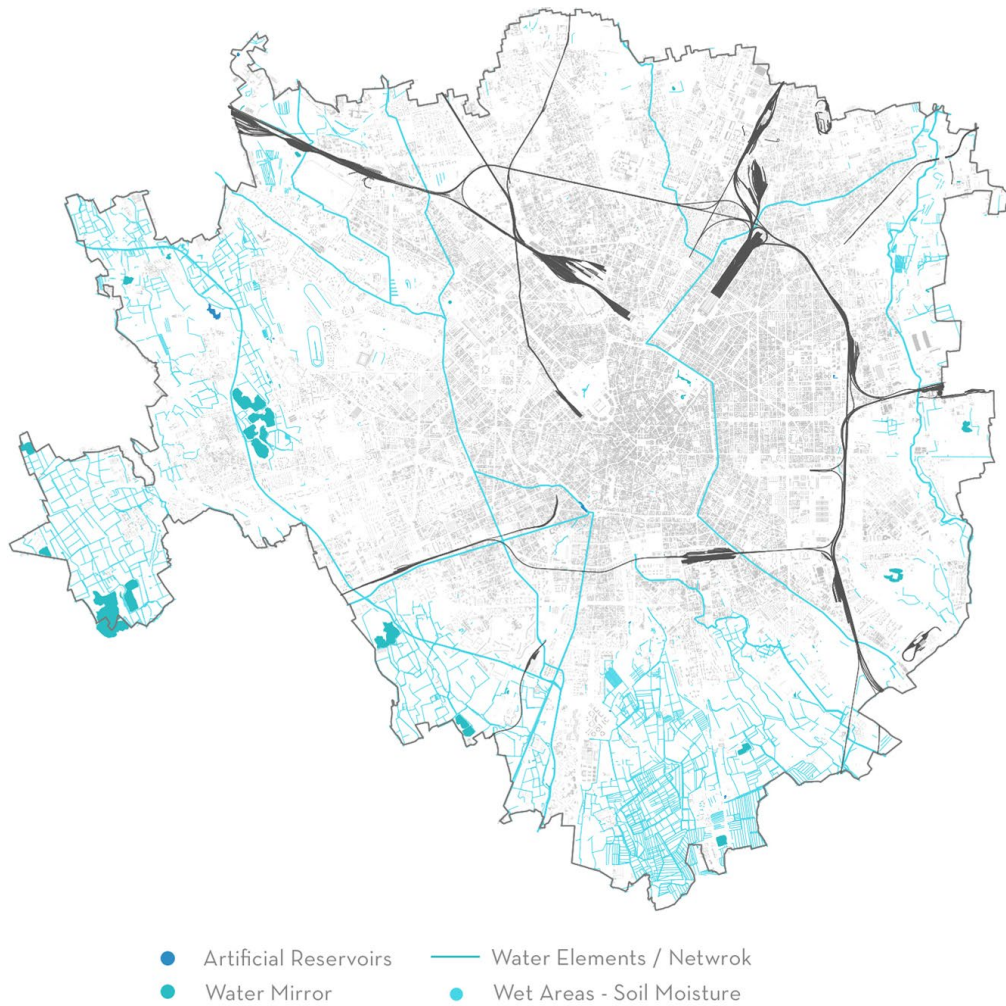 Artificial Reservoirs
Water Elements / Netwrok
Water Mirror
Wet Areas - Soil Moisture